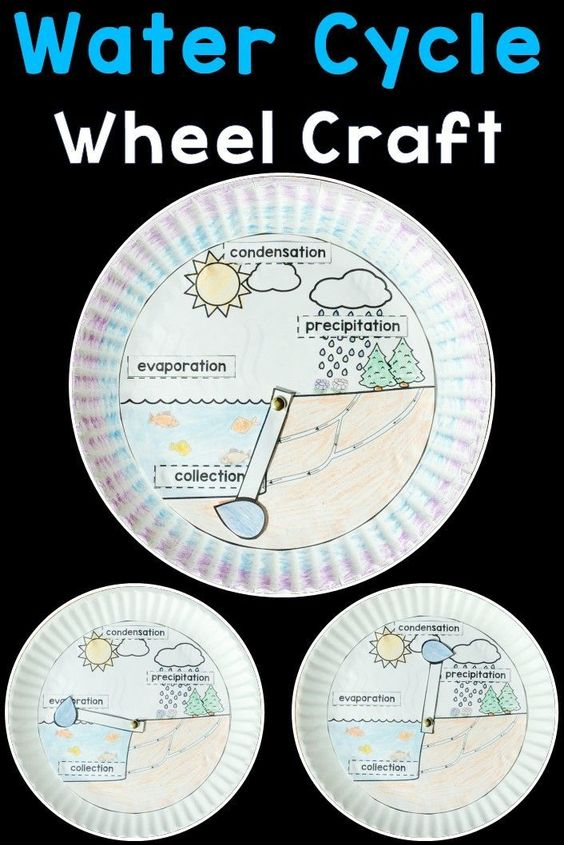 Water Cycle
Wheel Craft
condensation
precipitation
evaporation
collection
condensation
precipitation
evaporation
collection
condensation
precipitation
evaporation
collection